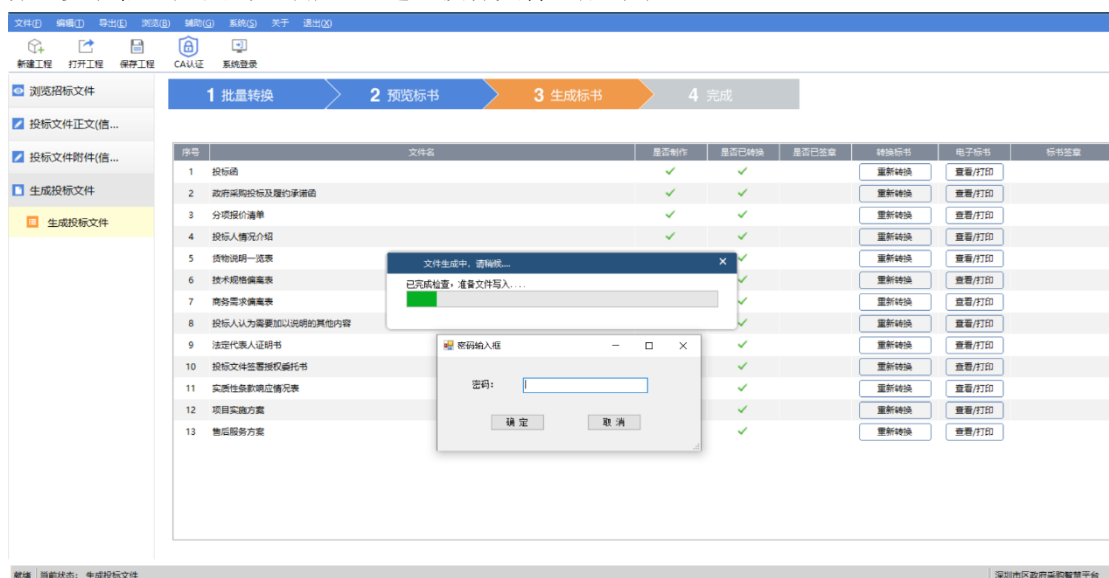 文件(F) 编辑(T) 导出(E) 浏览(B) 辅助(G) 系统(S) 关于 退出(X)
新建工程 打开工程 保存工程 CA认证 系统登录
浏览招标文件
投标文件正文(信...
投标文件附件(信...
生成投标文件
生成投标文件
1 批量转换 2 预览标书 3 生成标书 4 完成
序号 文件名 是否制作 是否已转换 是否已签章 转换标书 电子标书 标书签章
1 投标函 重新转换 查看/打印
2 政府采购投标及履约承诺函 重新转换 查看/打印
3 分项报价清单 重新转换 查看/打印
4 投标人情况介绍 重新转换 查看/打印
5 货物说明一览表 重新转换 查看/打印
6 技术规格偏离表 重新转换 查看/打印
7 商务需求偏离表 重新转换 查看/打印
8 投标人认为需要加以说明的其他内容 重新转换 查看/打印
9 法定代表人证明书 重新转换 查看/打印
10 投标文件签署授权委托书 重新转换 查看/打印
11 实质性条款响应情况表 重新转换 查看/打印
12 项目实施方案 重新转换 查看/打印
13 售后服务方案 重新转换 查看/打印
文件生成中，请稍候...
已完成检查，准备文件写入....
密码输入框
密码:
确 定 取 消
就绪 当前状态: 生成投标文件 深圳市区政府采购智慧平台